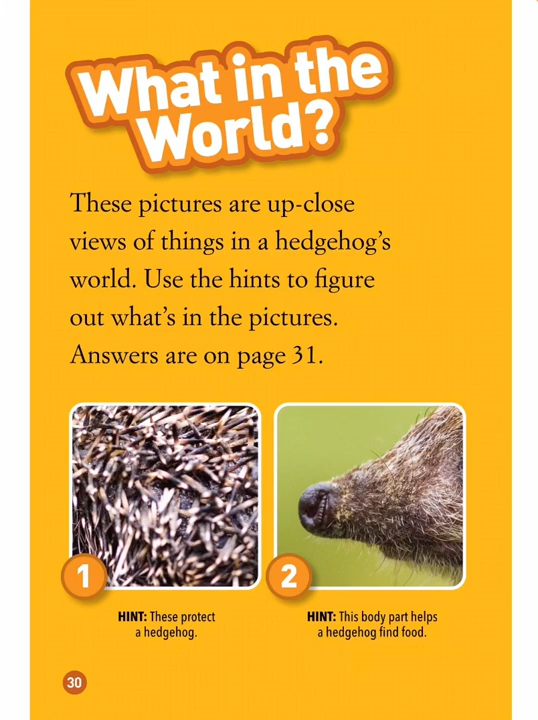 What in the
World?
These pictures are up-close
views of things in a hedgehog’s
world. Use the hints to figure
out what’s in the pictures.
Answers are on page 31.
1
HINT: These protect
a hedgehog.
2
HINT: This body part helps
a hedgehog find food.
30